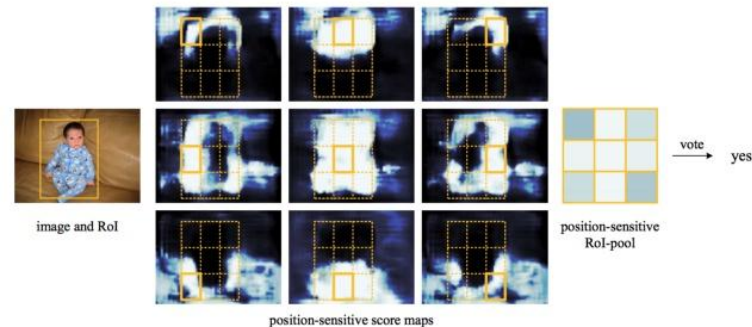 image and RoI
position-sensitive score maps
position-sensitive
RoI-pool
vote
yes